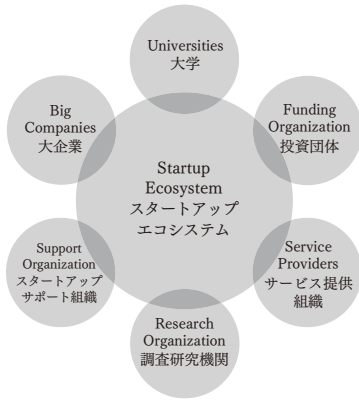 Universities
大学
Big
Companies
大企業
Funding
Organization
投資団体
Startup
Ecosystem
スタートアップ
エコシステム
Support
Organization
スタートアップ
サポート組織
Service
Providers
サービス提供
組織
Research
Organization
調査研究機関